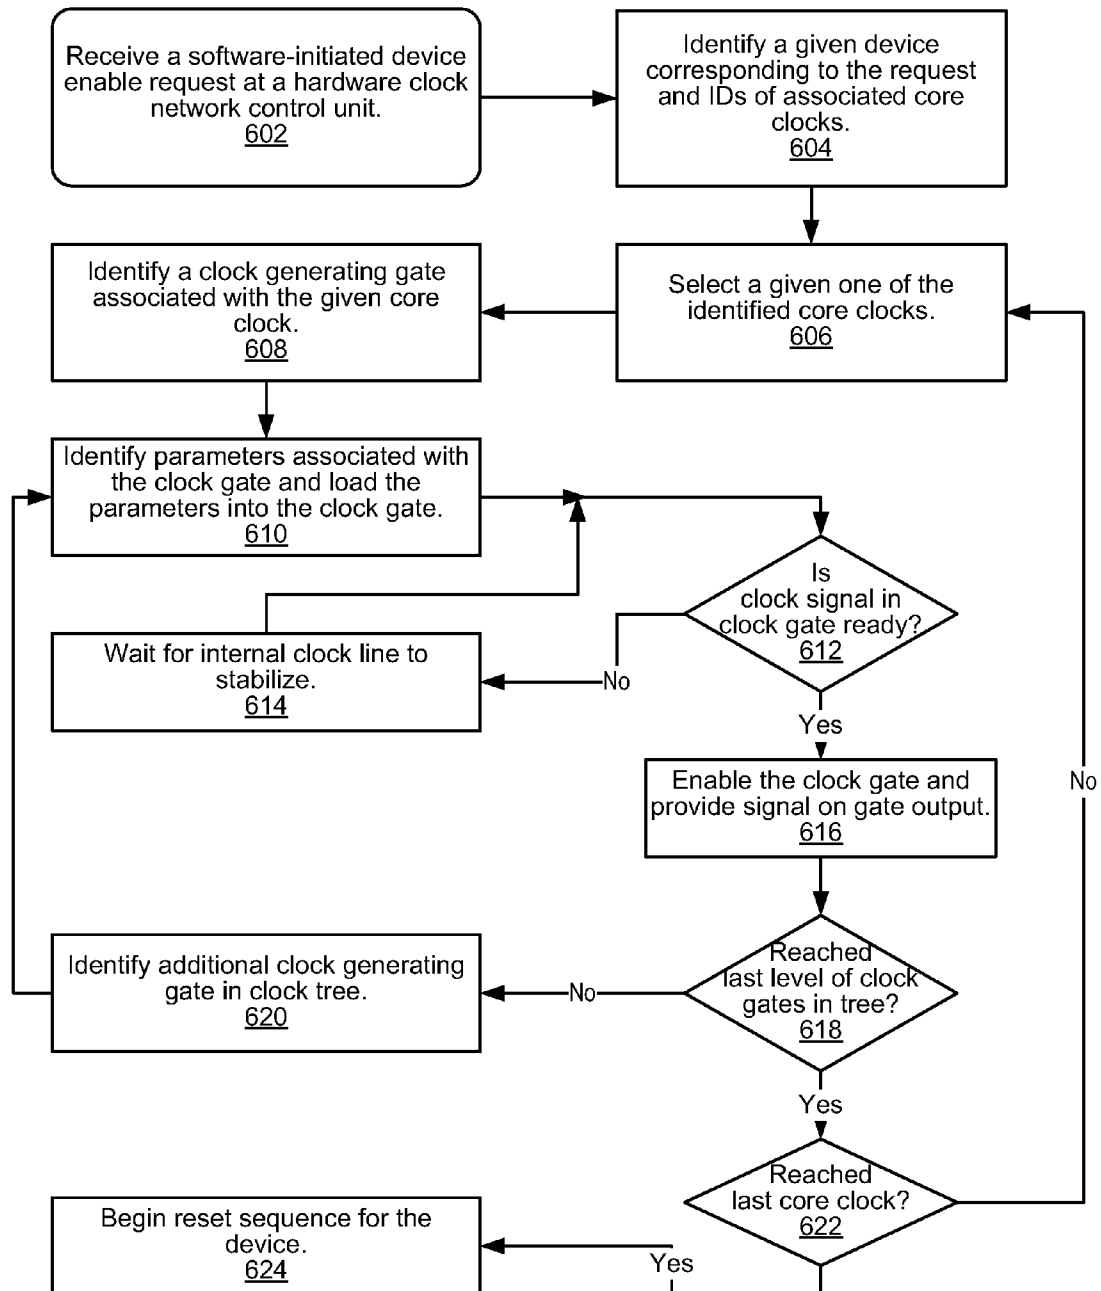 Receive a software-initiated device
enable request at a hardware clock
network control unit.
602
Identify a given device
corresponding to the request
and IDs of associated core
clocks.
604
Identify a clock generating gate
associated with the given core
clock.
608
Select a given one of the
identified core clocks.
606
Identify parameters associated with
the clock gate and load the
parameters into the clock gate.
610
Is
clock signal in
clock gate ready?
612
Wait for internal clock line to
stabilize.
614
No
Yes
Enable the clock gate and
provide signal on gate output.
616
No
Reached
last level of clock
gates in tree?
618
Identify additional clock generating
gate in clock tree.
620
No
Yes
Reached
last core clock?
622
Begin reset sequence for the
device.
624
Yes